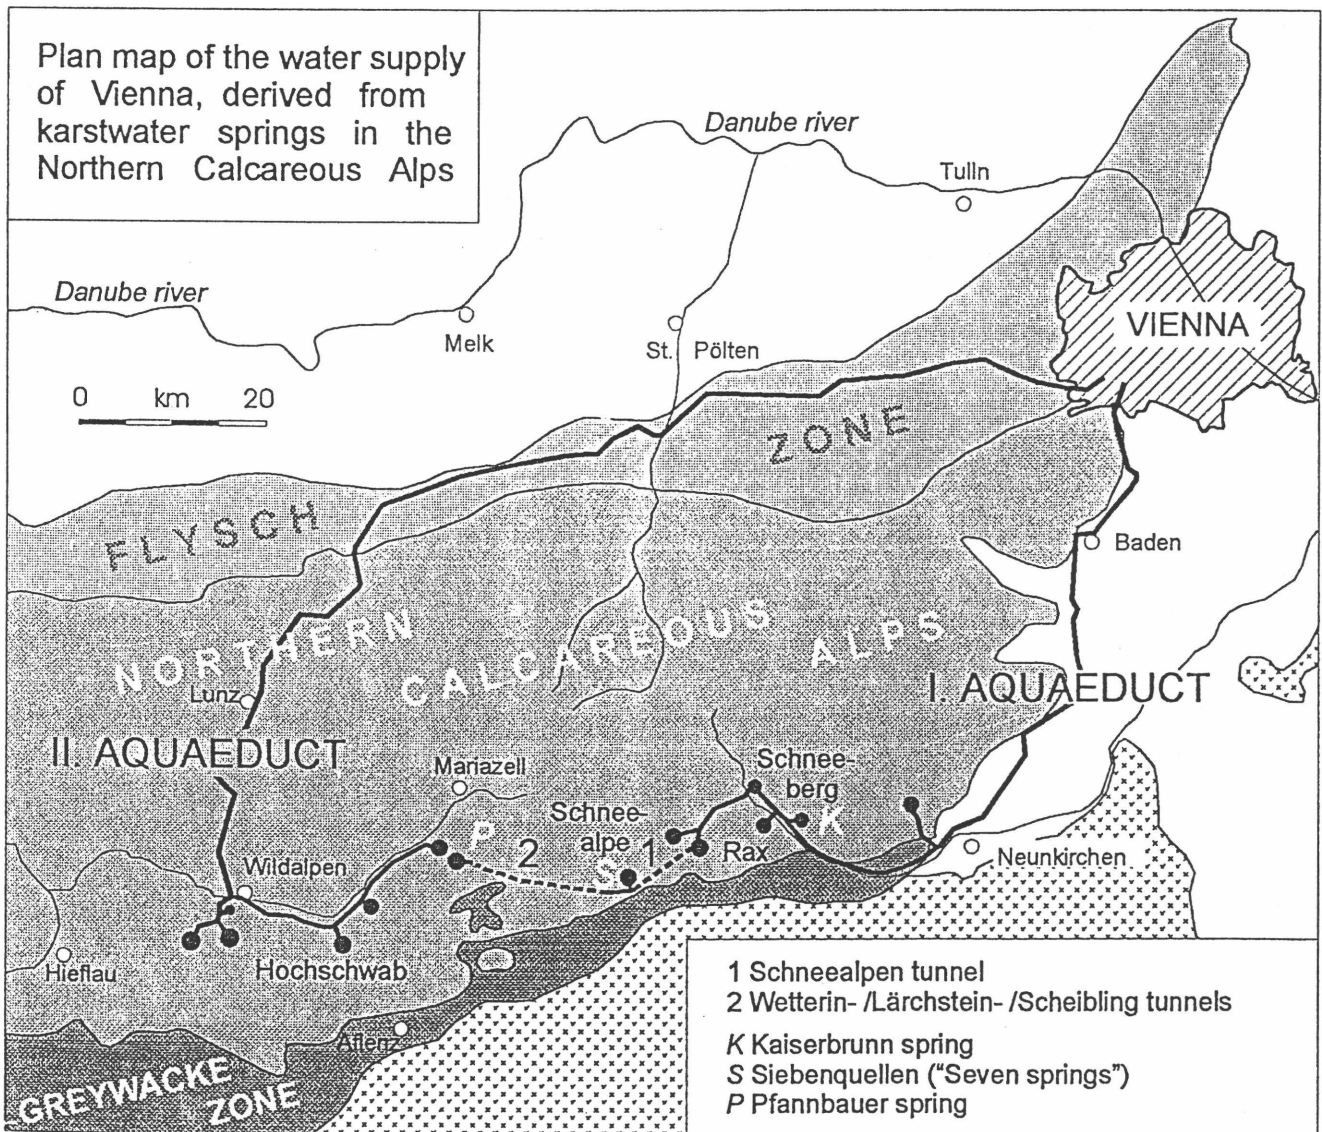 Plan map of the water supply
of Vienna, derived from
karstwater springs in the
Northern Calcareous Alps
Danube river
Tulln
Danube river
VIENNA
Melk
St. Pölten
0 km 20
ZONE
FLYSCH
Baden
NORTHERN
CALCAREOUS
ALPS
Lunz
I. AQUAEDUCT
II. AQUAEDUCT
Mariazell
Schnee-
berg
Schnee-
alpe
P
K
2
1
Rax
S
Neunkirchen
Wildalpen
Hieflau
Hochschwab
Aflenz
GREYWACKE
ZONE
1 Schneealpen tunnel
2 Wetterin- /Lärchstein- /Scheibling tunnels
K Kaiserbrunn spring
S Siebenquellen ("Seven springs")
P Pfannbauer spring